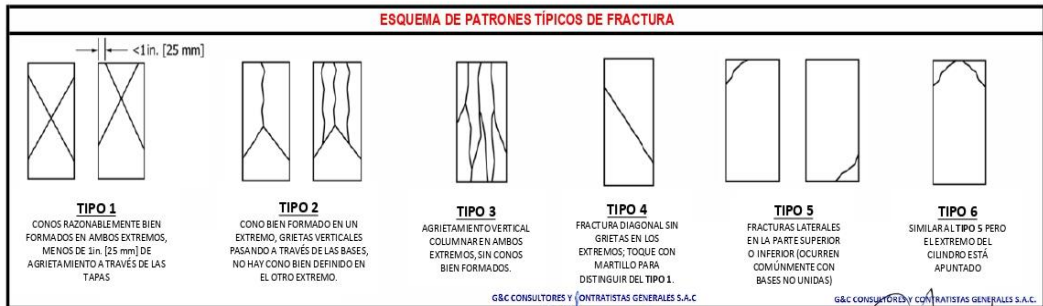 ESQUEMA DE PATRONES TÍPICOS DE FRACTURA
<1in. [25 mm]
TIPO 1
CONOS RAZONABLEMENTE BIEN
FORMADOS EN AMBOS EXTREMOS,
MENOS DE 1in. [25 mm] DE
AGRIETAMIENTO A TRAVÉS DE LAS
TAPAS
TIPO 2
CONO BIEN FORMADO EN UN
EXTREMO, GRIETAS VERTICALES
PASANDO A TRAVÉS DE LAS BASES,
NO HAY CONO BIEN DEFINIDO EN
EL OTRO EXTREMO.
TIPO 3
AGRIETAMIENTO VERTICAL
COLUMNAR EN AMBOS
EXTREMOS, SIN CONOS
BIEN FORMADOS.
TIPO 4
FRACTURA DIAGONAL SIN
GRIETAS EN LOS
EXTREMOS; TOQUE CON
MARTILLO PARA
DISTINGUIR DEL TIPO 1.
TIPO 5
FRACTURAS LATERALES
EN LA PARTE SUPERIOR
O INFERIOR (OCURREN
COMÚNMENTE CON
BASES NO UNIDAS)
TIPO 6
SIMILAR AL TIPO 5 PERO
EL EXTREMO DEL
CILINDRO ESTÁ
APUNTADO
G&C CONSULTORES Y CONTRATISTAS GENERALES S.A.C
G&C CONSULTORES Y CONTRATISTAS GENERALES S.A.C.